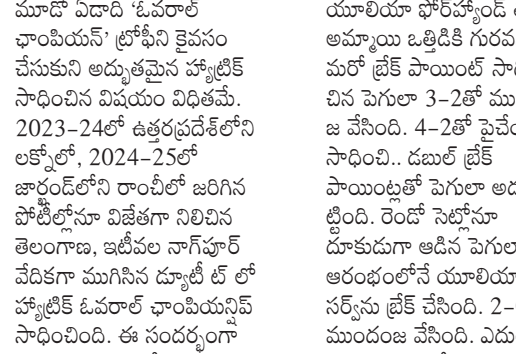 మూడో ఏడాది ‘ఓవరాల్
ఛాంపియన్’ ట్రోఫీని కైవసం
చేసుకుని అద్భుతమైన హ్యాట్రిక్
సాధించిన విషయం విధితమే.
2023-24లో ఉత్తరప్రదేశ్‌లోని
లక్నోలో, 2024-25లో
జార్ఖండ్‌లోని రాంచీలో జరిగిన
పోటీల్లోనూ విజేతగా నిలిచిన
తెలంగాణ, ఇటీవల నాగ్‌పూర్
వేదికగా ముగిసిన డ్యూటీ ట్ లో
హ్యాట్రిక్ ఓవరాల్ ఛాంపియన్షిప్
సాధించింది. ఈ సందర్భంగా
యూలియా ఫోర్‌హ్యాండ్
అమ్మాయి ఒత్తిడికి గురవ
మరో బ్రేక్ పాయింట్ సా
చిన పెగులా 3-2తో ము
జ వేసింది. 4-2తో పైచే
సాధించి.. డబుల్ బ్రేక్
పాయింట్లతో పెగులా అద
ట్టింది. రెండో సెట్లోనూ
దూకుడుగా ఆడిన పెగులా
ఆరంభంలోనే యూలియా
సర్వ్‌ను బ్రేక్ చేసింది. 2-
ముందంజ వేసింది. ఎదు